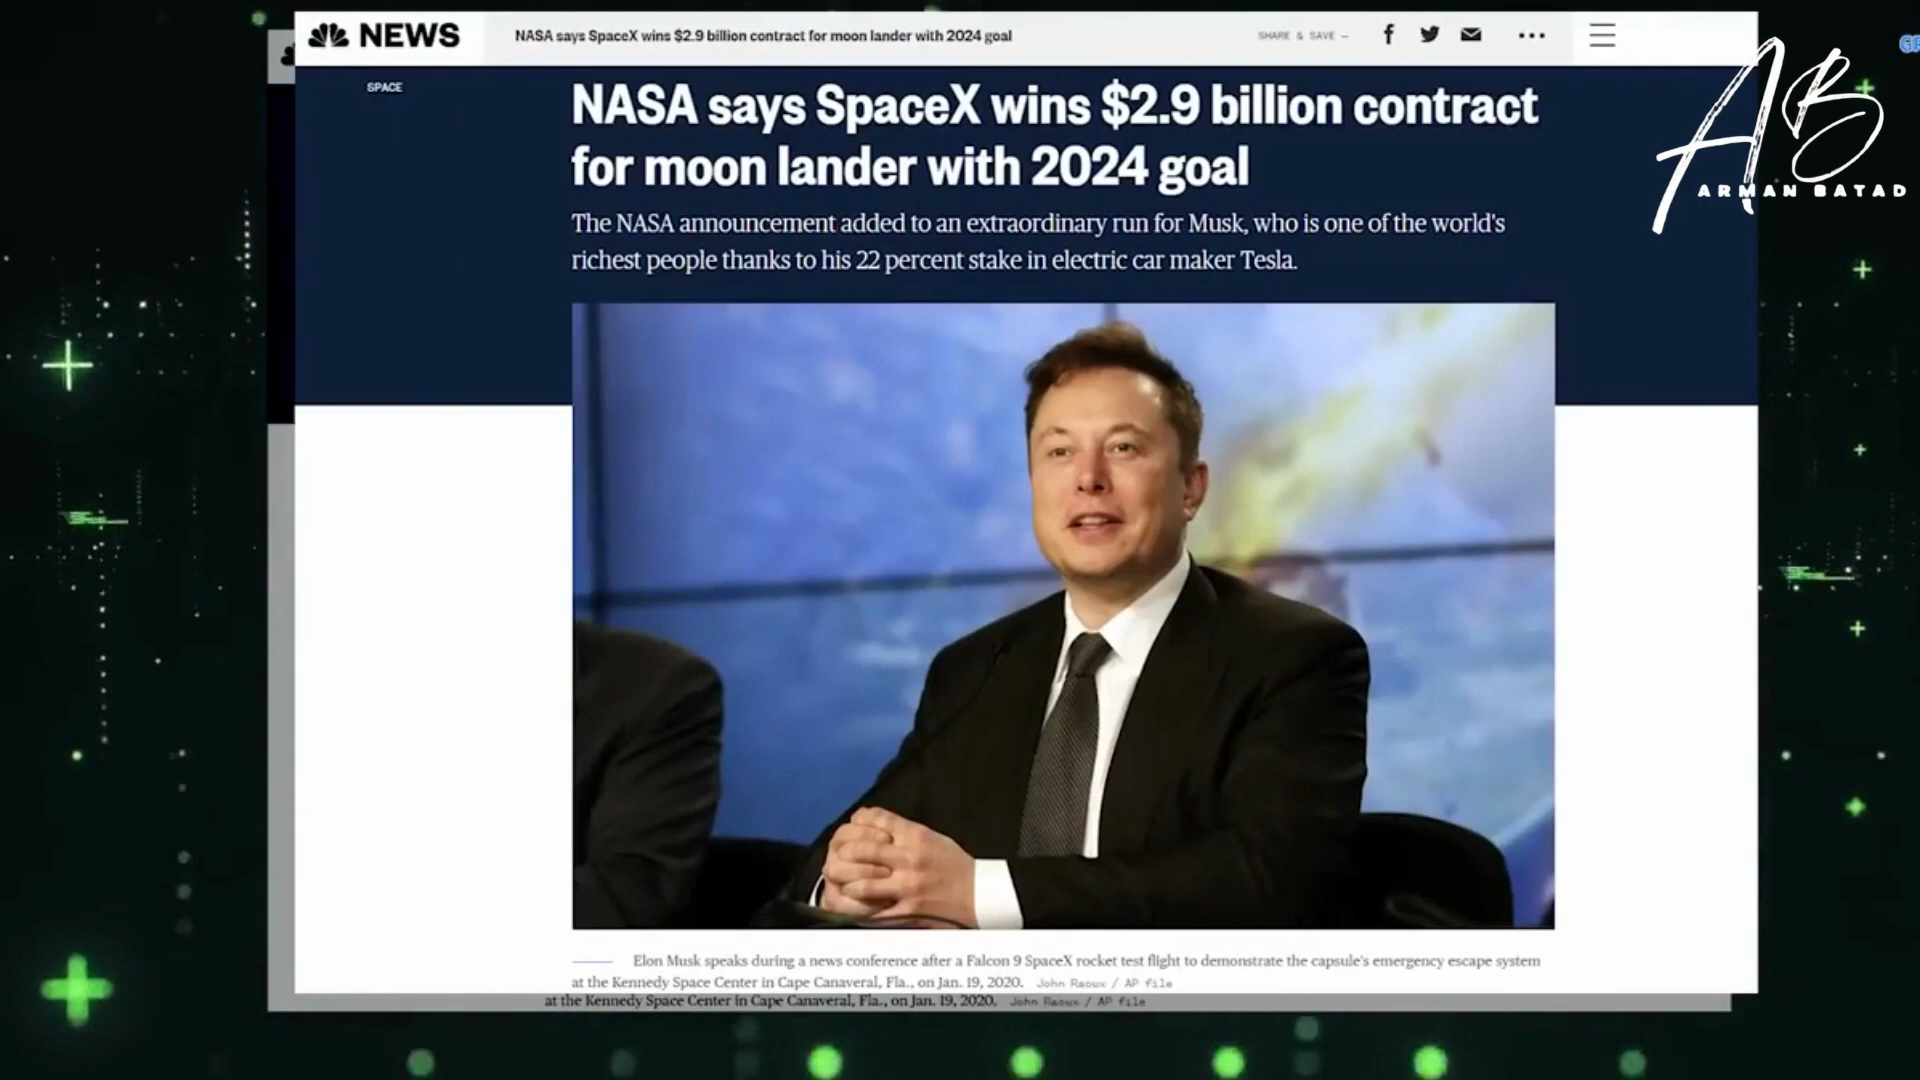 NEWS
NASA says SpaceX wins $2.9 billion contract for moon lander with 2024 goal
SHARE & SAVE —
SPACE
NASA says SpaceX wins $2.9 billion contract
for moon lander with 2024 goal
The NASA announcement added to an extraordinary run for Musk, who is one of the world's
richest people thanks to his 22 percent stake in electric car maker Tesla.
AB
ARMAN BATAD
Elon Musk speaks during a news conference after a Falcon 9 SpaceX rocket test flight to demonstrate the capsule's emergency escape system
at the Kennedy Space Center in Cape Canaveral, Fla., on Jan. 19, 2020. John Raoux / AP file
at the Kennedy Space Center in Cape Canaveral, Fla., on Jan. 19, 2020. John Raoux / AP file